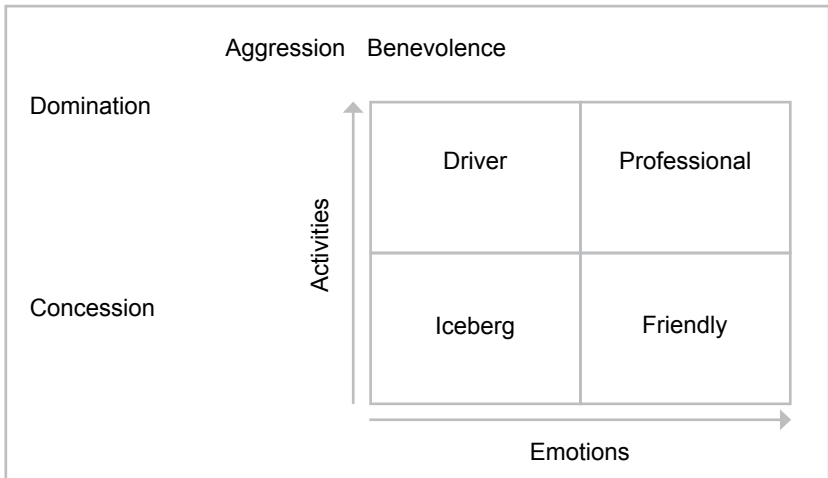 Aggression Benevolence
Domination
Driver Professional
Activities
Concession
Iceberg Friendly
Emotions